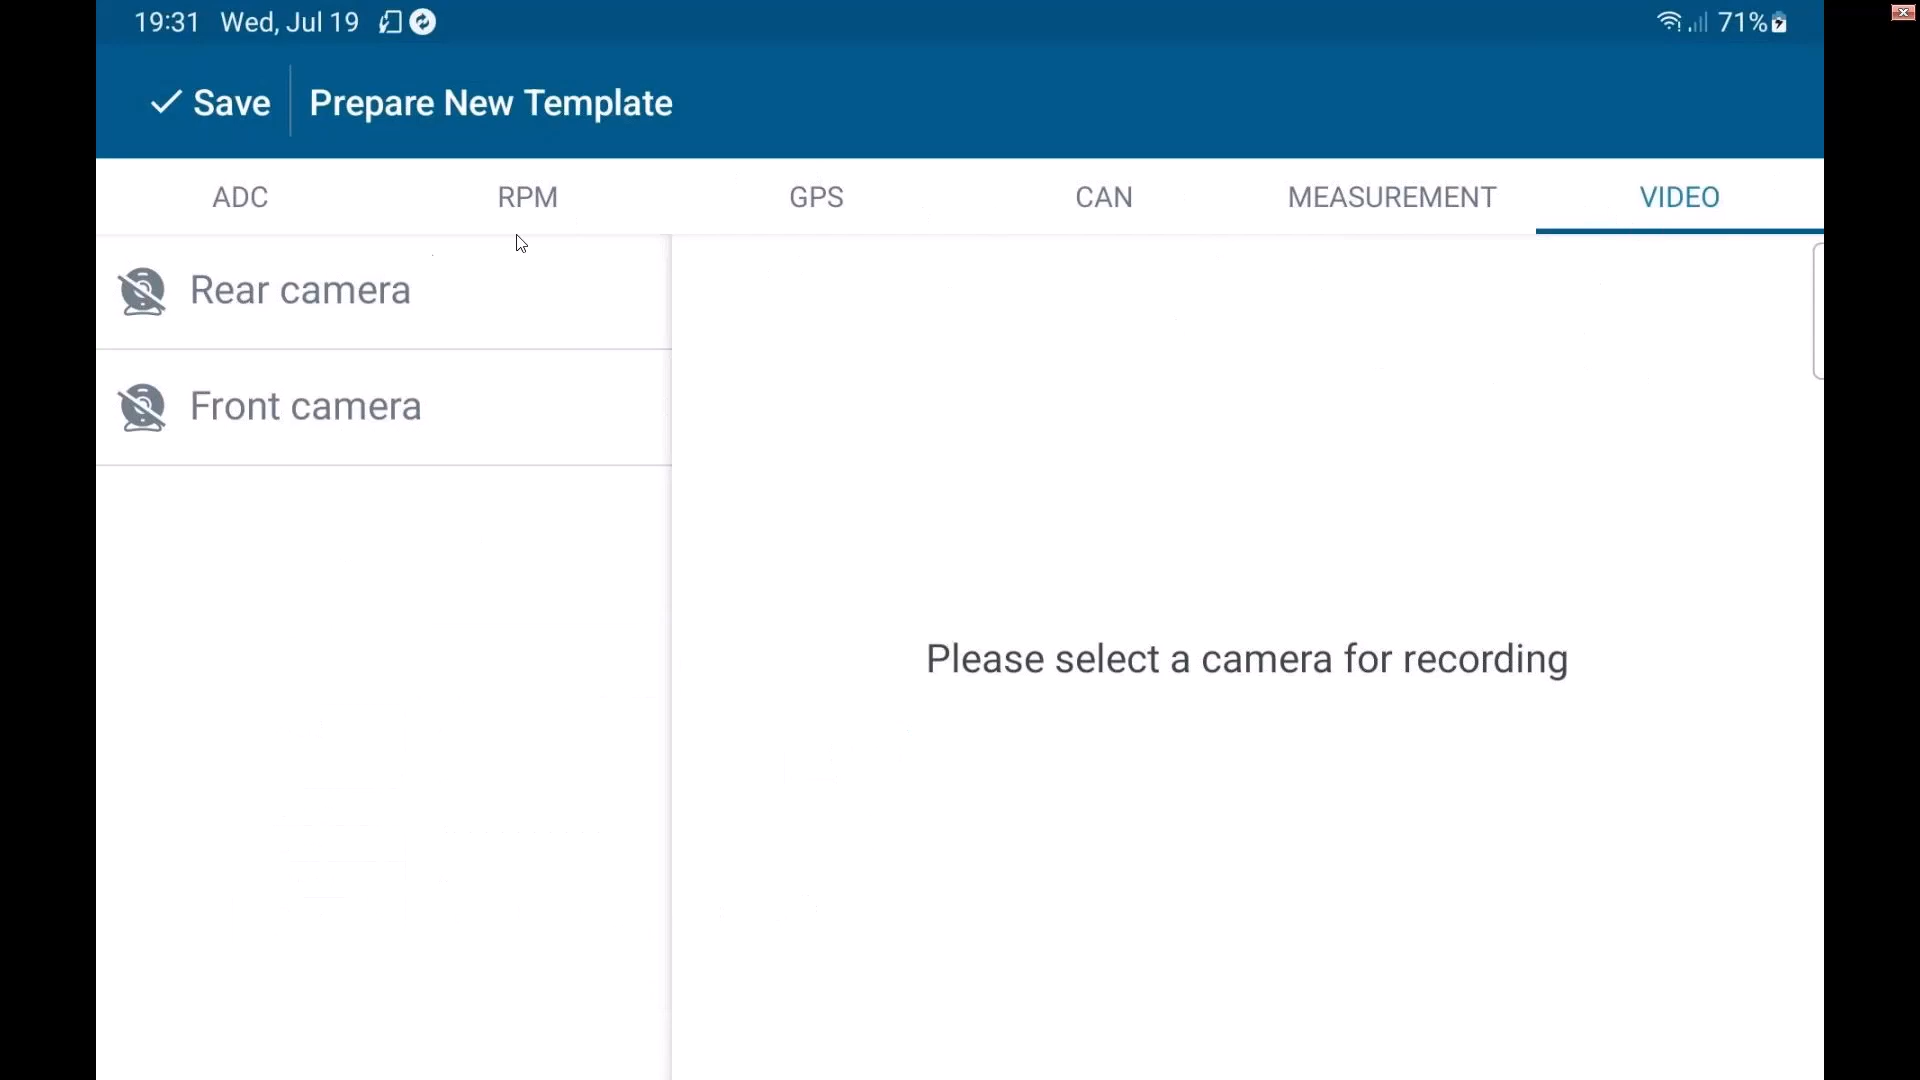 19:31 Wed, Jul 19 71%
Save Prepare New Template
ADC RPM GPS CAN MEASUREMENT VIDEO
Rear camera
Front camera
Please select a camera for recording